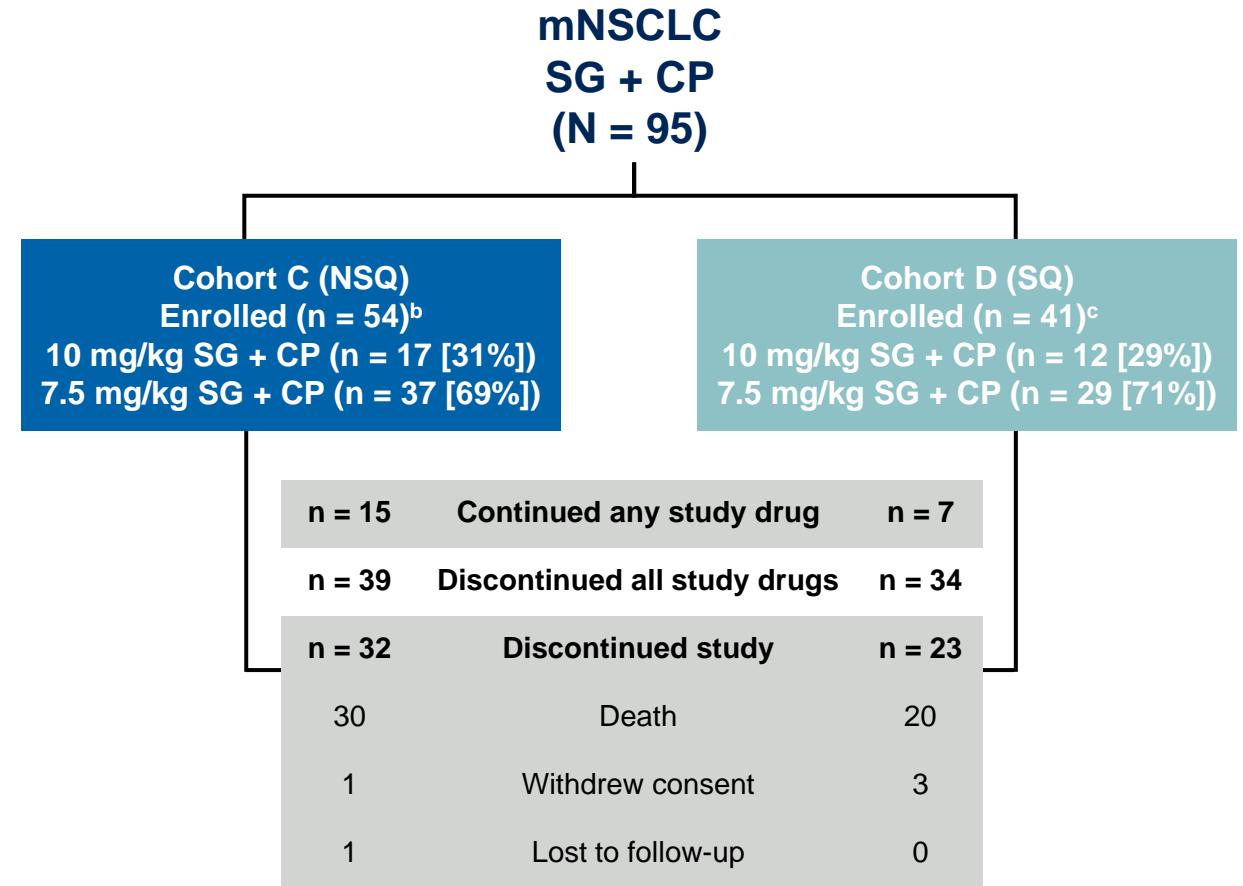 mNSCLC
SG + CP
(N = 95)
Cohort C (NSQ)
Enrolled (n = 54)ᵇ
10 mg/kg SG + CP (n = 17 [31%])
7.5 mg/kg SG + CP (n = 37 [69%])
Cohort D (SQ)
Enrolled (n = 41)ᶜ
10 mg/kg SG + CP (n = 12 [29%])
7.5 mg/kg SG + CP (n = 29 [71%])
n = 15 Continued any study drug n = 7
n = 39 Discontinued all study drugs n = 34
n = 32 Discontinued study n = 23
30 Death 20
1 Withdrew consent 3
1 Lost to follow-up 0